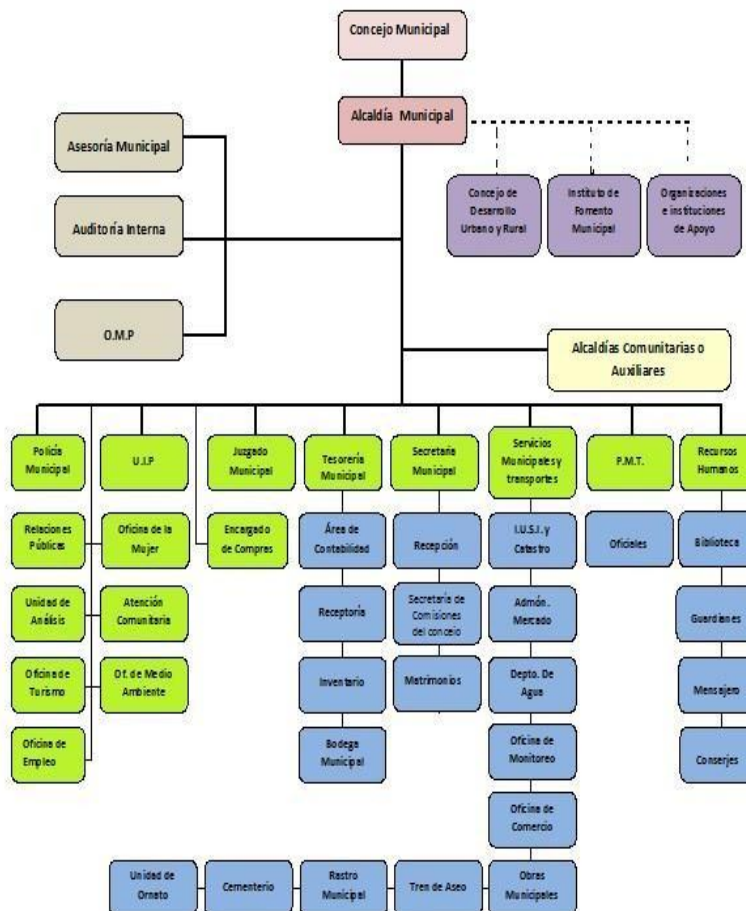 Concejo Municipal
Alcaldía Municipal
Asesoría Municipal
Auditoría Interna
O.M.P
Concejo de
Desarrollo
Urbano y Rural
Instituto de
Fomento
Municipal
Organizaciones
e instituciones
de Apoyo
Alcaldías Comunitarias o
Auxiliares
Policía
Municipal
U.I.P
Juzgado
Municipal
Tesorería
Municipal
Secretaria
Municipal
Servicios
Municipales y
transportes
P.M.T.
Recursos
Humanos
Relaciones
Públicas
Oficina de la
Mujer
Encargado
de Compras
Área de
Contabilidad
Recepción
I.U.S.I. y
Catastro
Oficiales
Biblioteca
Unidad de
Análisis
Atención
Comunitaria
Receptoría
Secretaría de
Comisiones
del concejo
Admón.
Mercado
Guardianes
Oficina de
Turismo
Of. de Medio
Ambiente
Inventario
Matrimonios
Depto. De
Agua
Mensajero
Oficina de
Empleo
Bodega
Municipal
Oficina de
Monitoreo
Conserjes
Oficina de
Comercio
Unidad de
Ornato
Cementerio
Rastro
Municipal
Tren de Aseo
Obras
Municipales